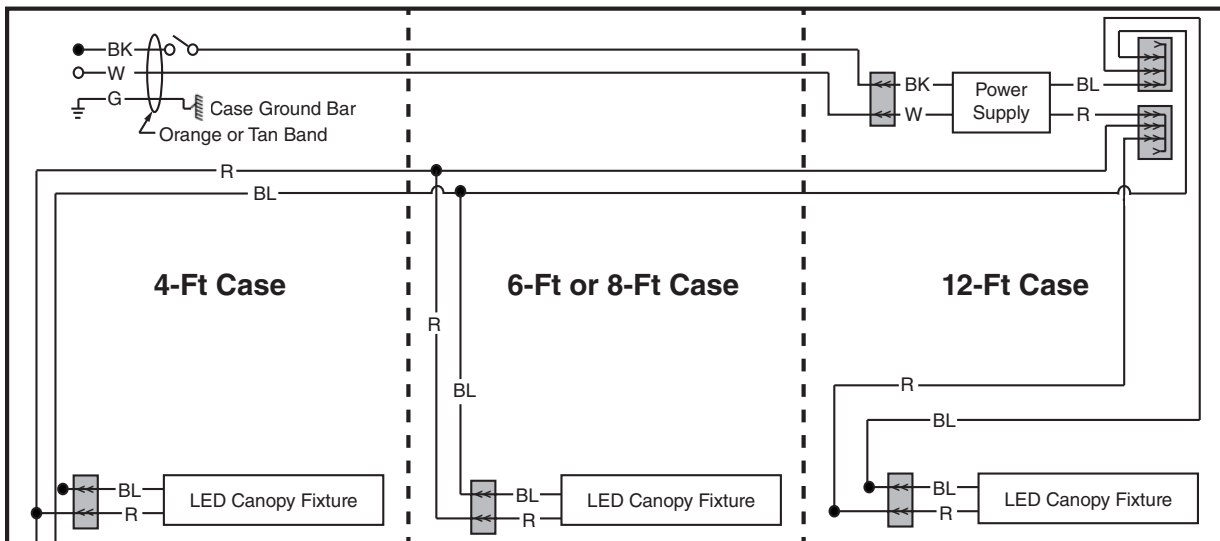 BK
W
G
Case Ground Bar
Orange or Tan Band
BK
W
Power
Supply
BL
R
R
BL
4-Ft Case
6-Ft or 8-Ft Case
12-Ft Case
R
BL
R
BL
BL
R
LED Canopy Fixture
BL
R
LED Canopy Fixture
BL
R
LED Canopy Fixture